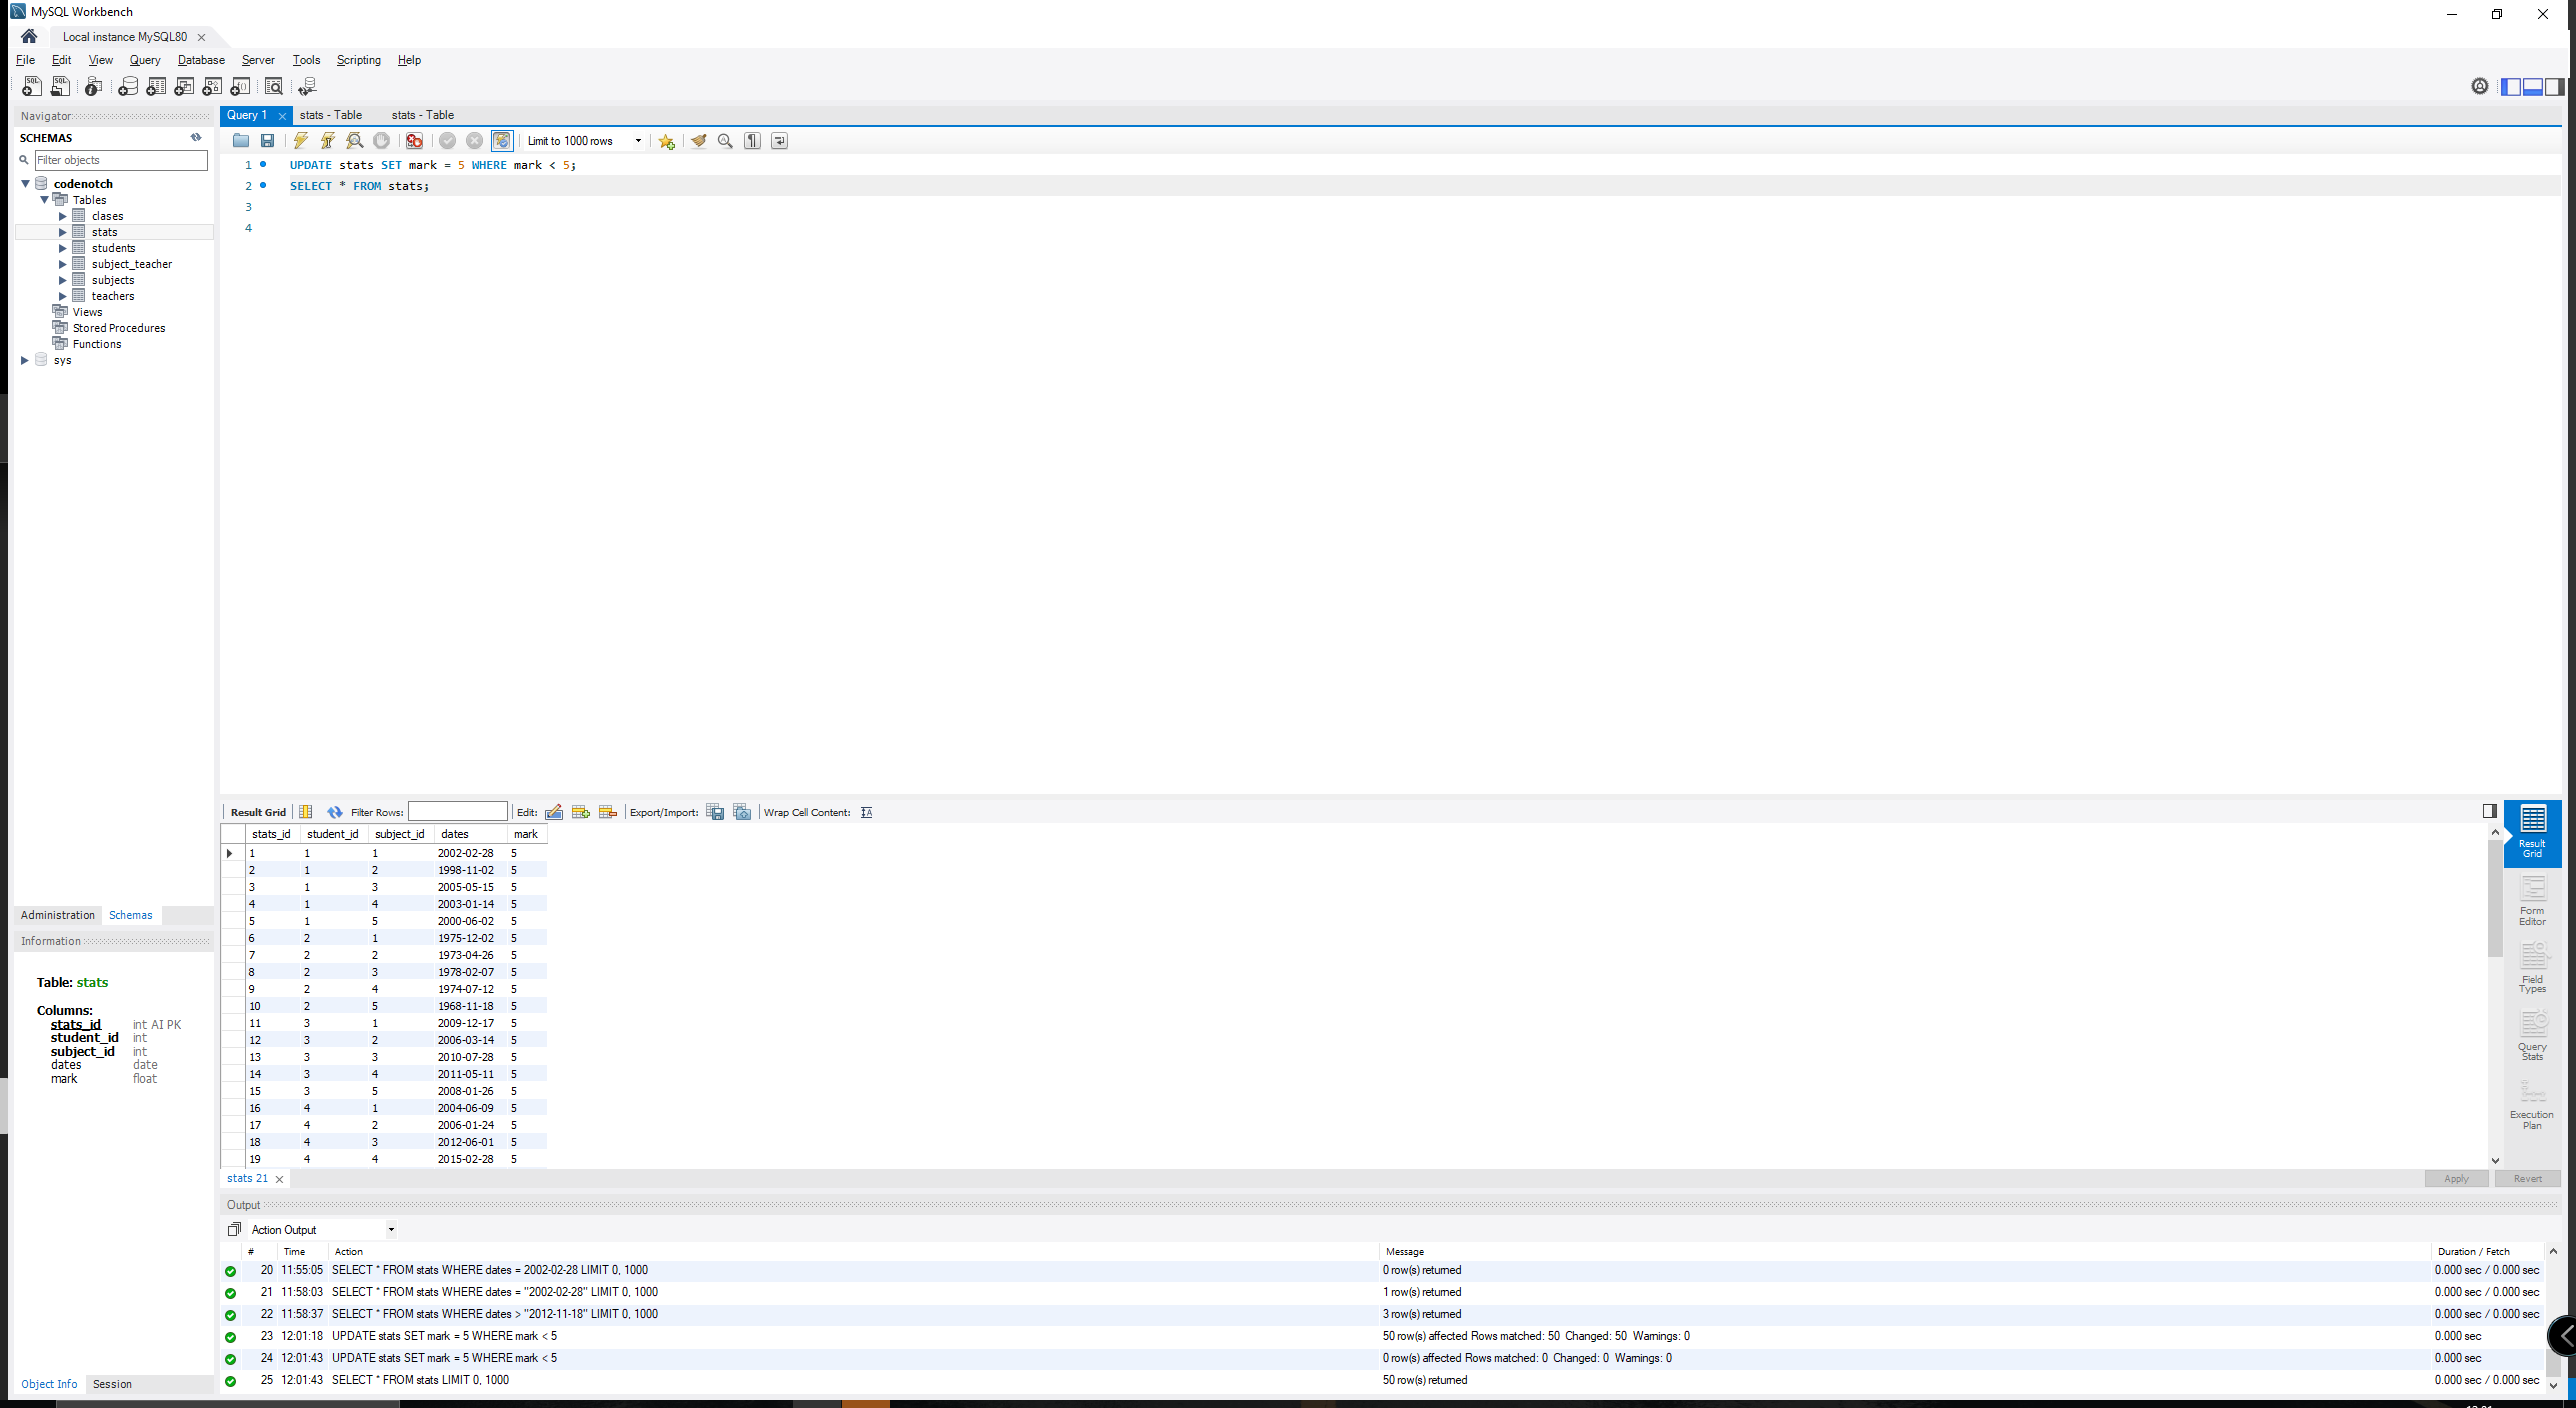 MySQL Workbench
Local instance MySQL80
File Edit View Query Database Server Tools Scripting Help
Navigator
SCHEMAS
Filter objects
codenotch
Tables
clases
stats
students
subject_teacher
subjects
teachers
Views
Stored Procedures
Functions
sys
Administration Schemas
Information
Table: stats
Columns:
stats_id int AI PK
student_id int
subject_id int
dates date
mark float
Object Info Session
Query 1 stats - Table stats - Table
Limit to 1000 rows
1 UPDATE stats SET mark = 5 WHERE mark < 5;
2 SELECT * FROM stats;
3
4
Result Grid Filter Rows: Edit: Export/Import: Wrap Cell Content:
stats_id student_id subject_id dates mark
1 1 1 2002-02-28 5
2 1 2 1998-11-02 5
3 1 3 2005-05-15 5
4 1 4 2003-01-14 5
5 1 5 2000-06-02 5
6 2 1 1975-12-02 5
7 2 2 1973-04-26 5
8 2 3 1978-02-07 5
9 2 4 1974-07-12 5
10 2 5 1968-11-18 5
11 3 1 2009-12-17 5
12 3 2 2006-03-14 5
13 3 3 2010-07-28 5
14 3 4 2011-05-11 5
15 3 5 2008-01-26 5
16 4 1 2004-06-09 5
17 4 2 2006-01-24 5
18 4 3 2012-06-01 5
19 4 4 2015-02-28 5
Result
Grid
Form
Editor
Field
Types
Query
Stats
Execution
Plan
stats 21
Apply Revert
Output
Action Output
# Time Action Message Duration / Fetch
20 11:55:05 SELECT * FROM stats WHERE dates = 2002-02-28 LIMIT 0, 1000 0 row(s) returned 0.000 sec / 0.000 sec
21 11:58:03 SELECT * FROM stats WHERE dates = "2002-02-28" LIMIT 0, 1000 1 row(s) returned 0.000 sec / 0.000 sec
22 11:58:37 SELECT * FROM stats WHERE dates > "2012-11-18" LIMIT 0, 1000 3 row(s) returned 0.000 sec / 0.000 sec
23 12:01:18 UPDATE stats SET mark = 5 WHERE mark < 5 50 row(s) affected Rows matched: 50 Changed: 50 Warnings: 0 0.000 sec
24 12:01:43 UPDATE stats SET mark = 5 WHERE mark < 5 0 row(s) affected Rows matched: 0 Changed: 0 Warnings: 0 0.000 sec
25 12:01:43 SELECT * FROM stats LIMIT 0, 1000 50 row(s) returned 0.000 sec / 0.000 sec